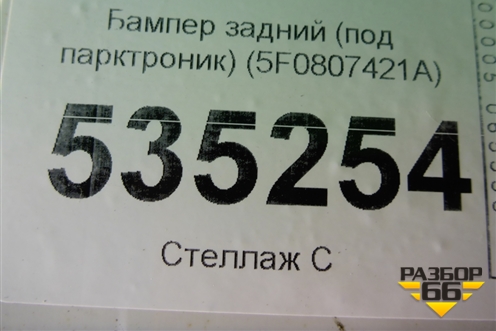 Бампер задний (под
парктроник) (5F0807421A)
535254
Стеллаж С
РАЗБОР
66